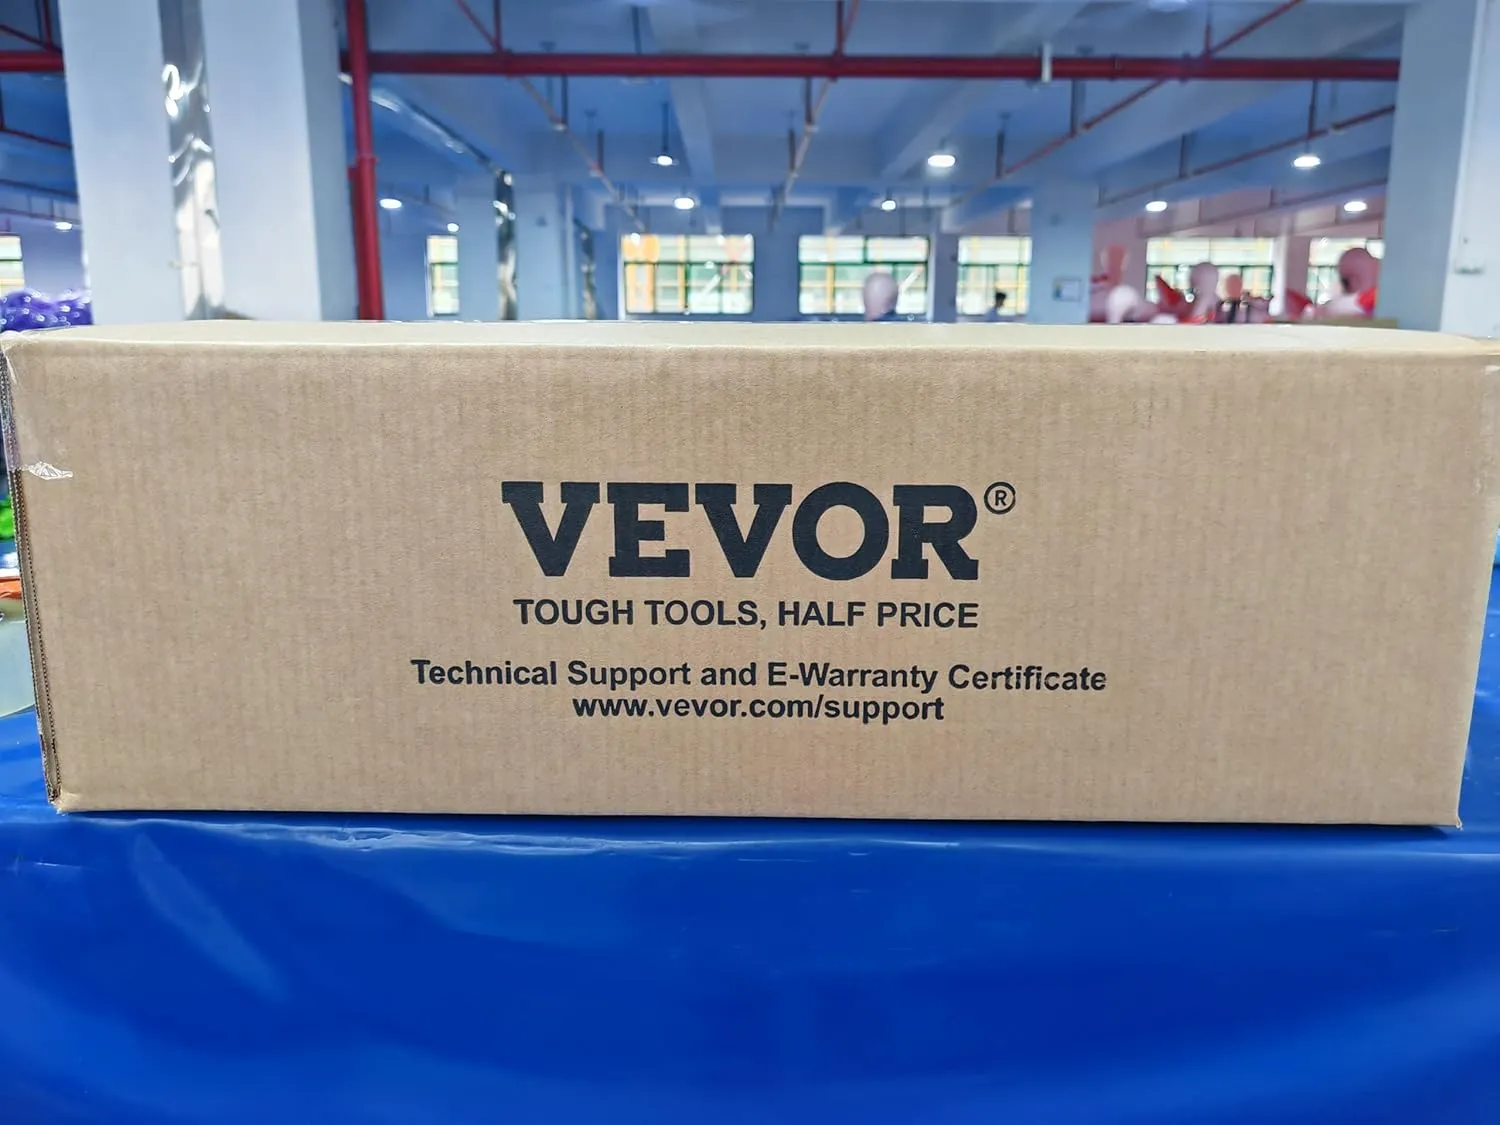 VEVOR®
TOUGH TOOLS, HALF PRICE
Technical Support and E-Warranty Certificate
www.vevor.com/support